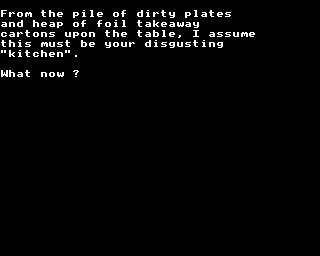 From the pile of dirty plates
and heap of foil takeaway
cartons upon the table, I assume
this must be your disgusting
"kitchen".
What now ?